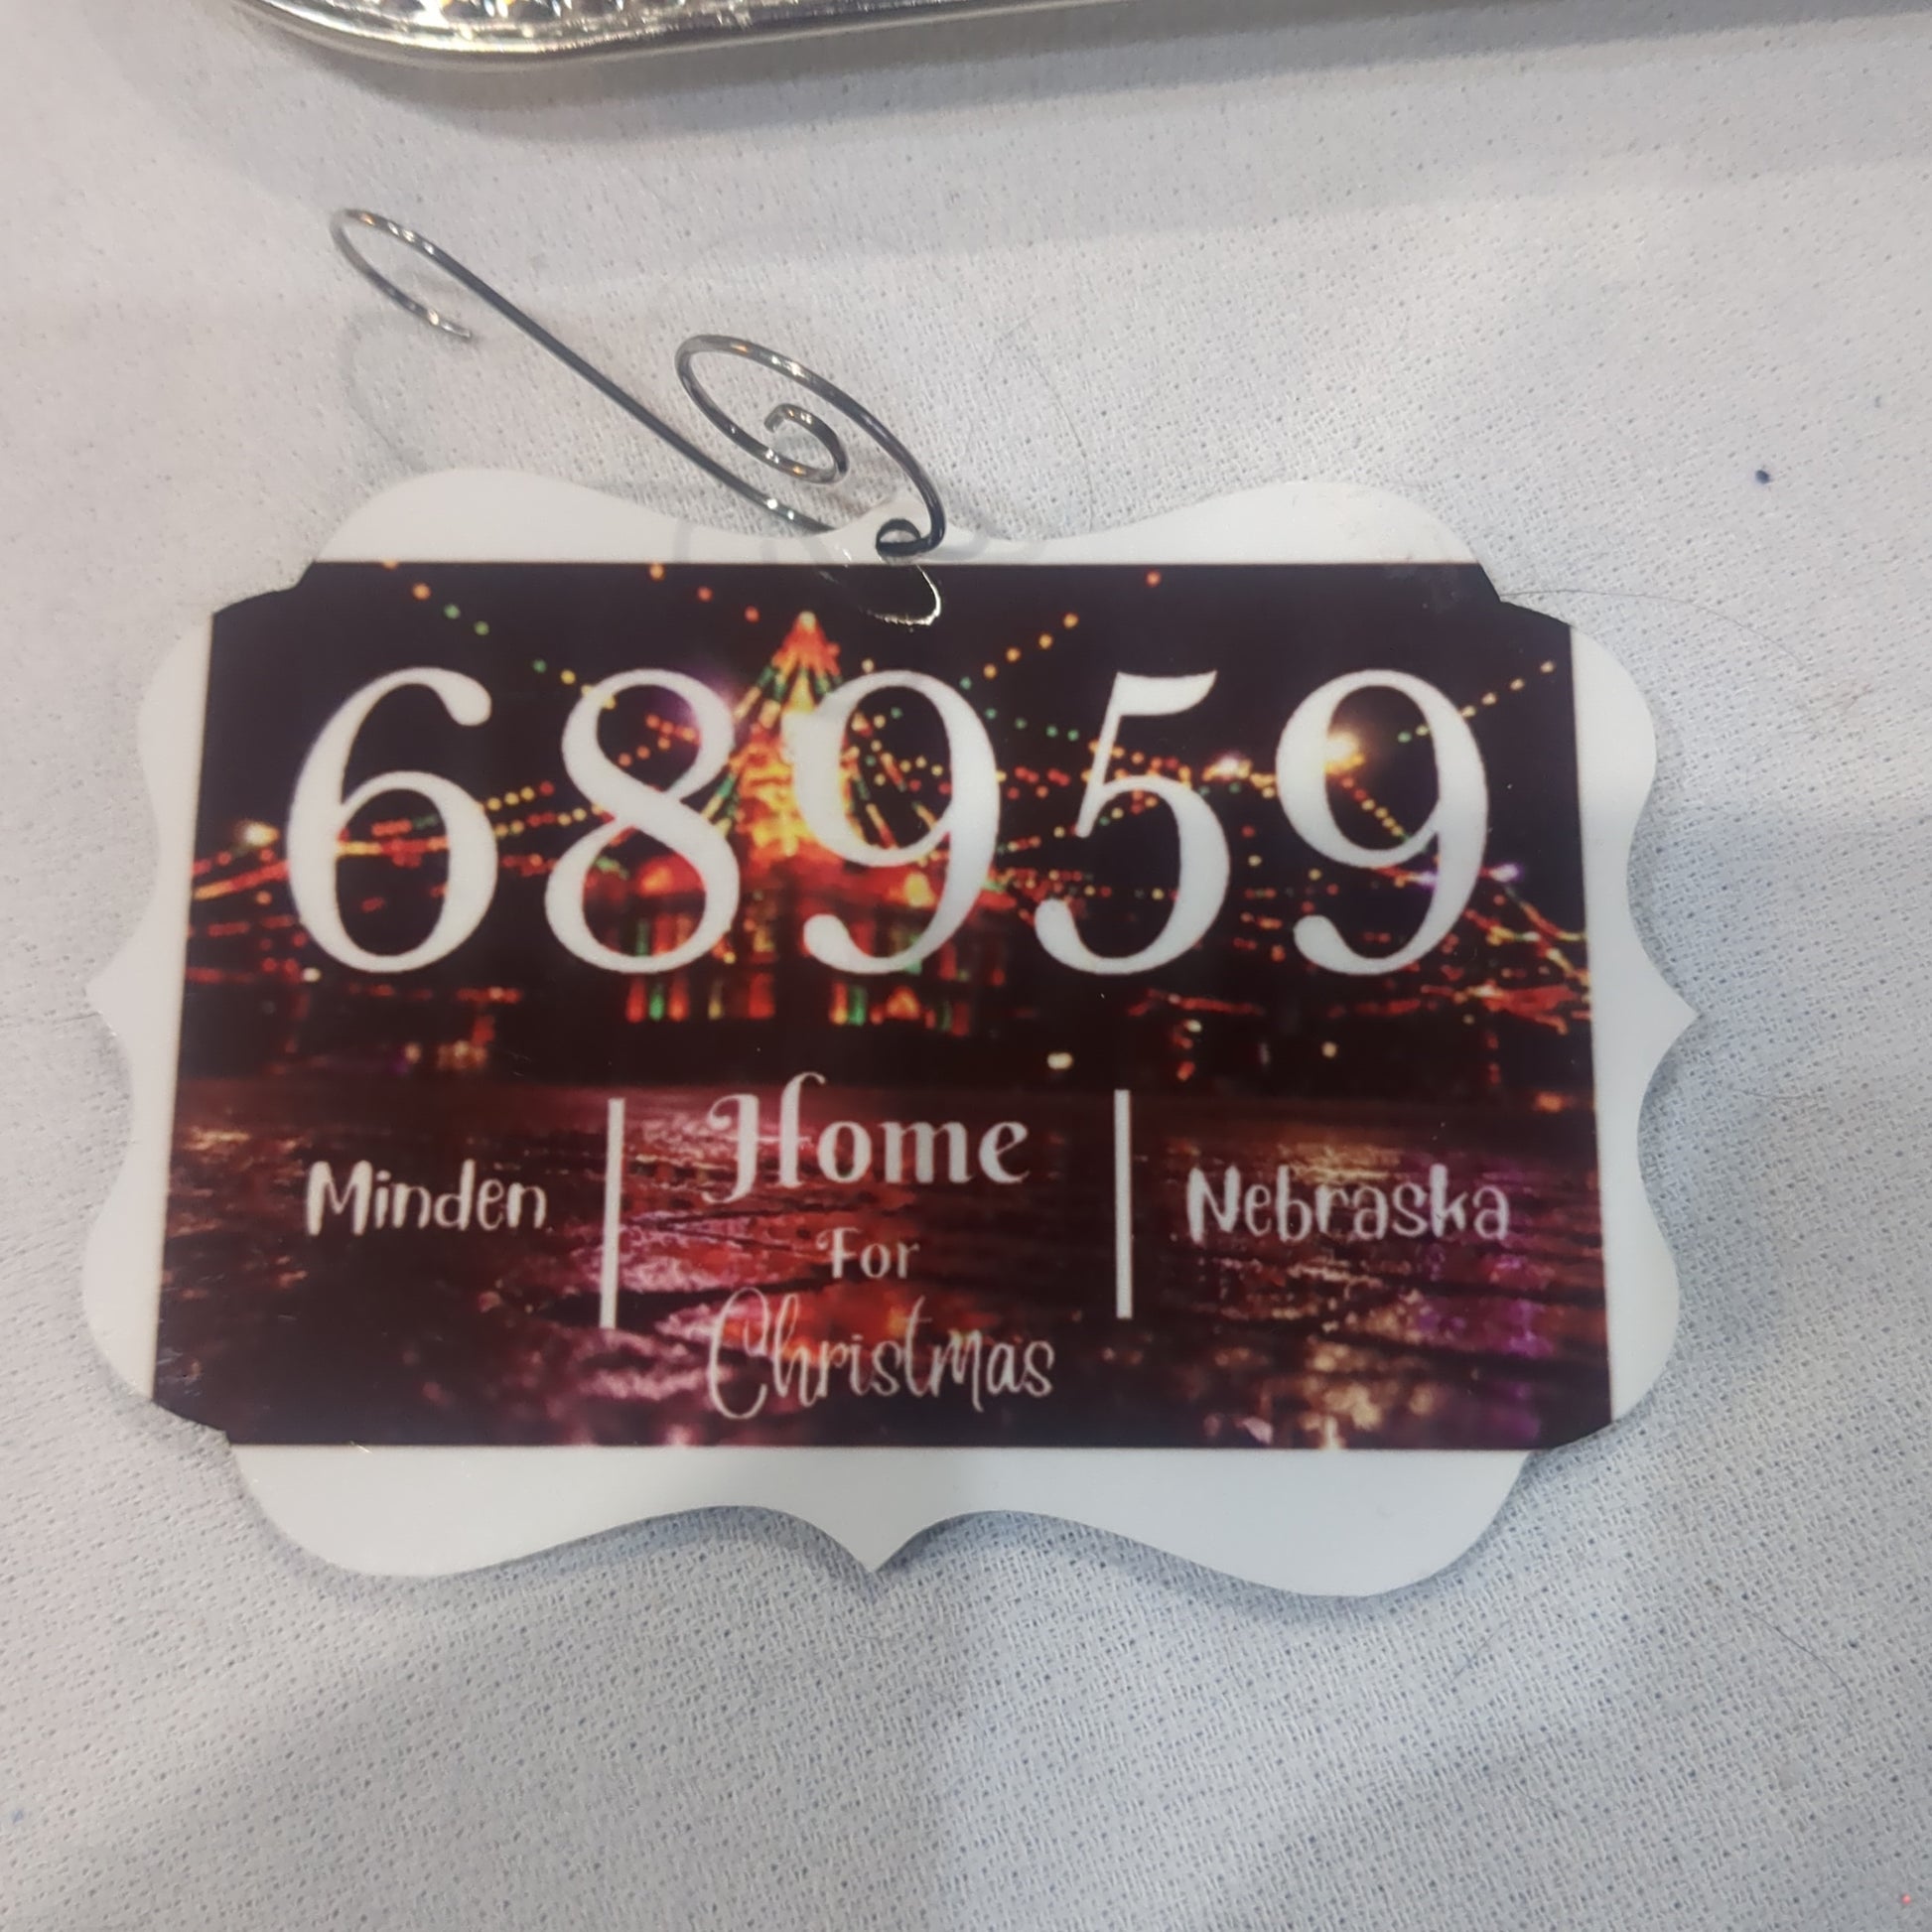 68959
Home
Minden | For | Nebraska
Christmas